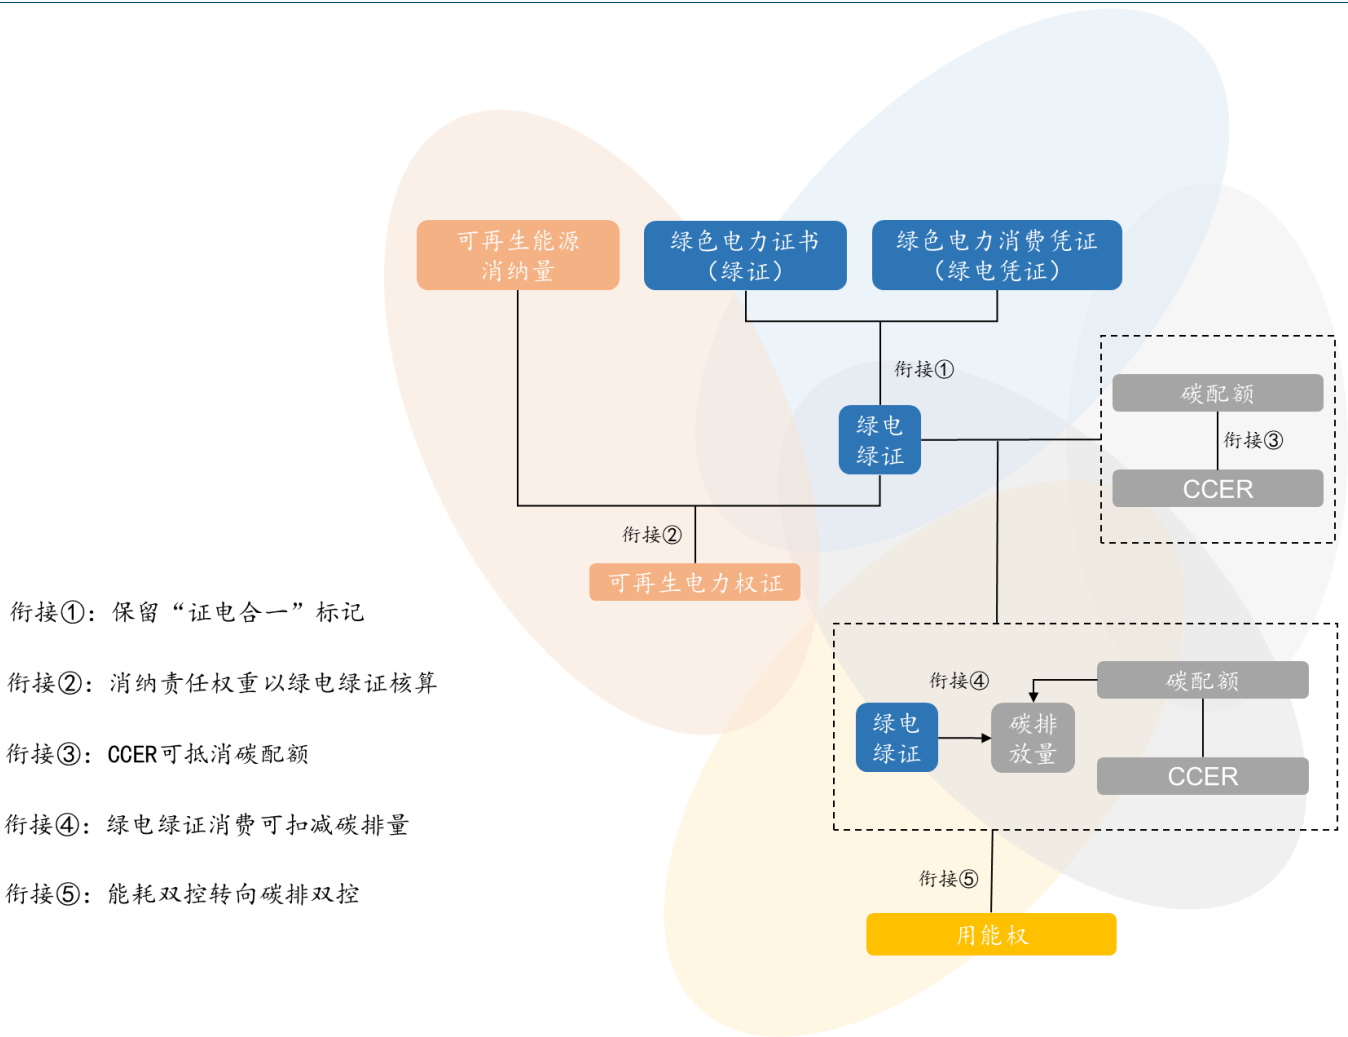 可再生能源
消纳量
绿色电力证书
（绿证）
绿色电力消费凭证
（绿电凭证）
衔接①
绿电
绿证
碳配额
衔接③
CCER
衔接②
可再生电力权证
衔接①：保留“证电合一”标记
衔接②：消纳责任权重以绿电绿证核算
衔接③：CCER可抵消碳配额
衔接④：绿电绿证消费可扣减碳排量
衔接⑤：能耗双控转向碳排双控
衔接④
碳配额
绿电
绿证
碳排
放量
CCER
衔接⑤
用能权